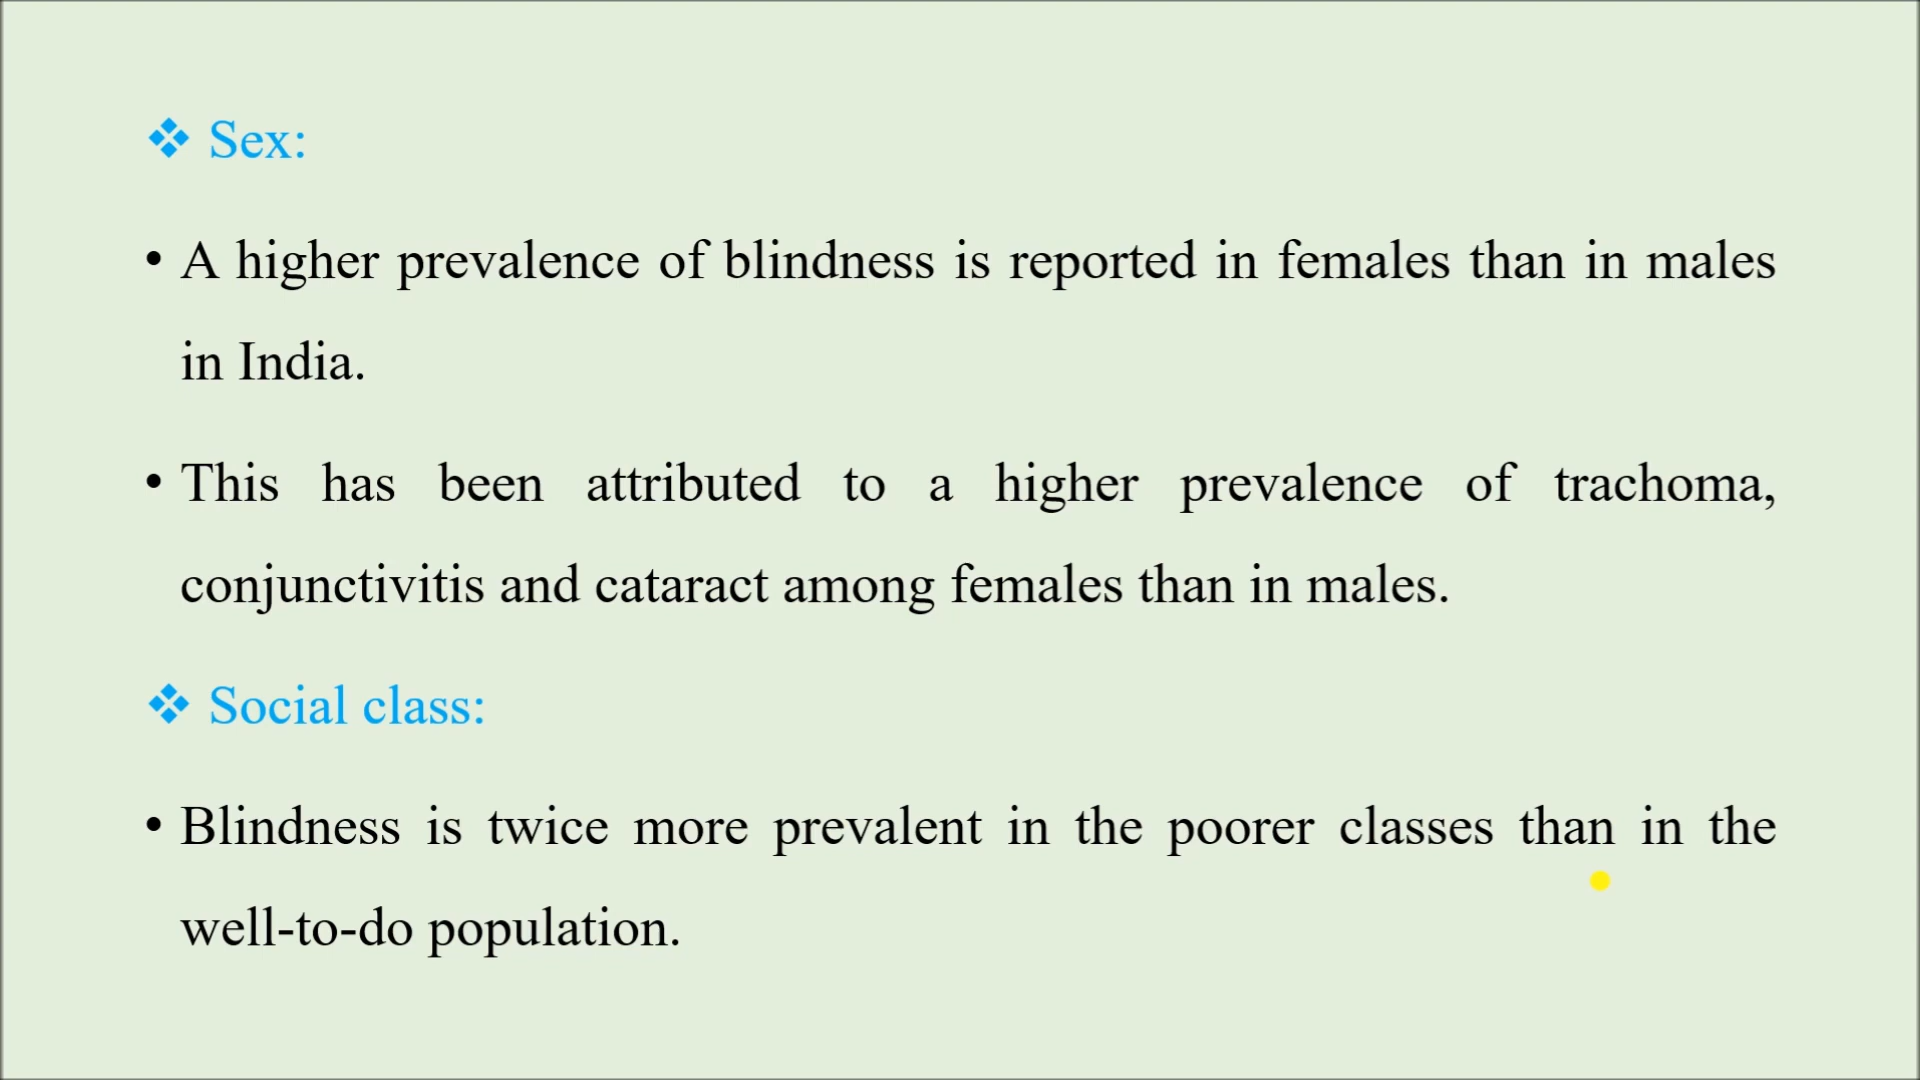 ❖ Sex:
• A higher prevalence of blindness is reported in females than in males
in India.
• This has been attributed to a higher prevalence of trachoma,
conjunctivitis and cataract among females than in males.
❖ Social class:
• Blindness is twice more prevalent in the poorer classes than in the
well-to-do population.